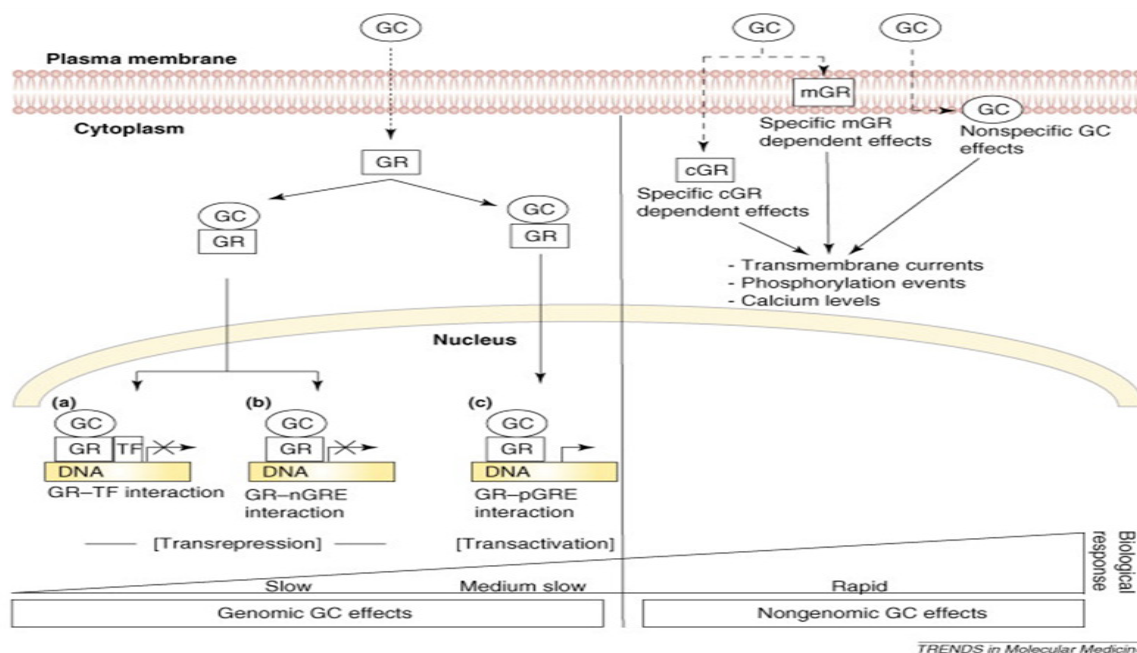 GC
GC
GC
Plasma membrane
mGR
GC
Cytoplasm
Specific mGR
dependent effects
Nonspecific GC
effects
GR
cGR
Specific cGR
dependent effects
GC
GR
GC
GR
- Transmembrane currents
- Phosphorylation events
- Calcium levels
Nucleus
(a)
GC
GR TF
DNA
GR–TF interaction
(b)
GC
GR
DNA
GR–nGRE
interaction
(c)
GC
GR
DNA
GR–pGRE
interaction
[Transrepression]
[Transactivation]
Slow
Medium slow
Rapid
Biological
response
Genomic GC effects
Nongenomic GC effects
TRENDS in Molecular Medicine